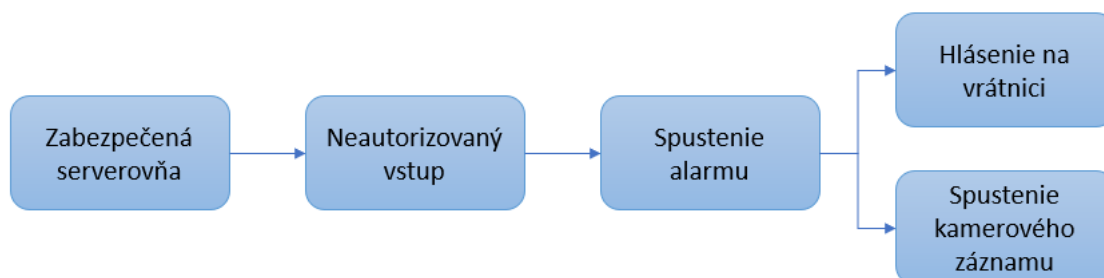 Zabezpečená
serverovňa
Neautorizovaný
vstup
Spustenie
alarmu
Hlásenie na
vrátnici
Spustenie
kamerového
záznamu